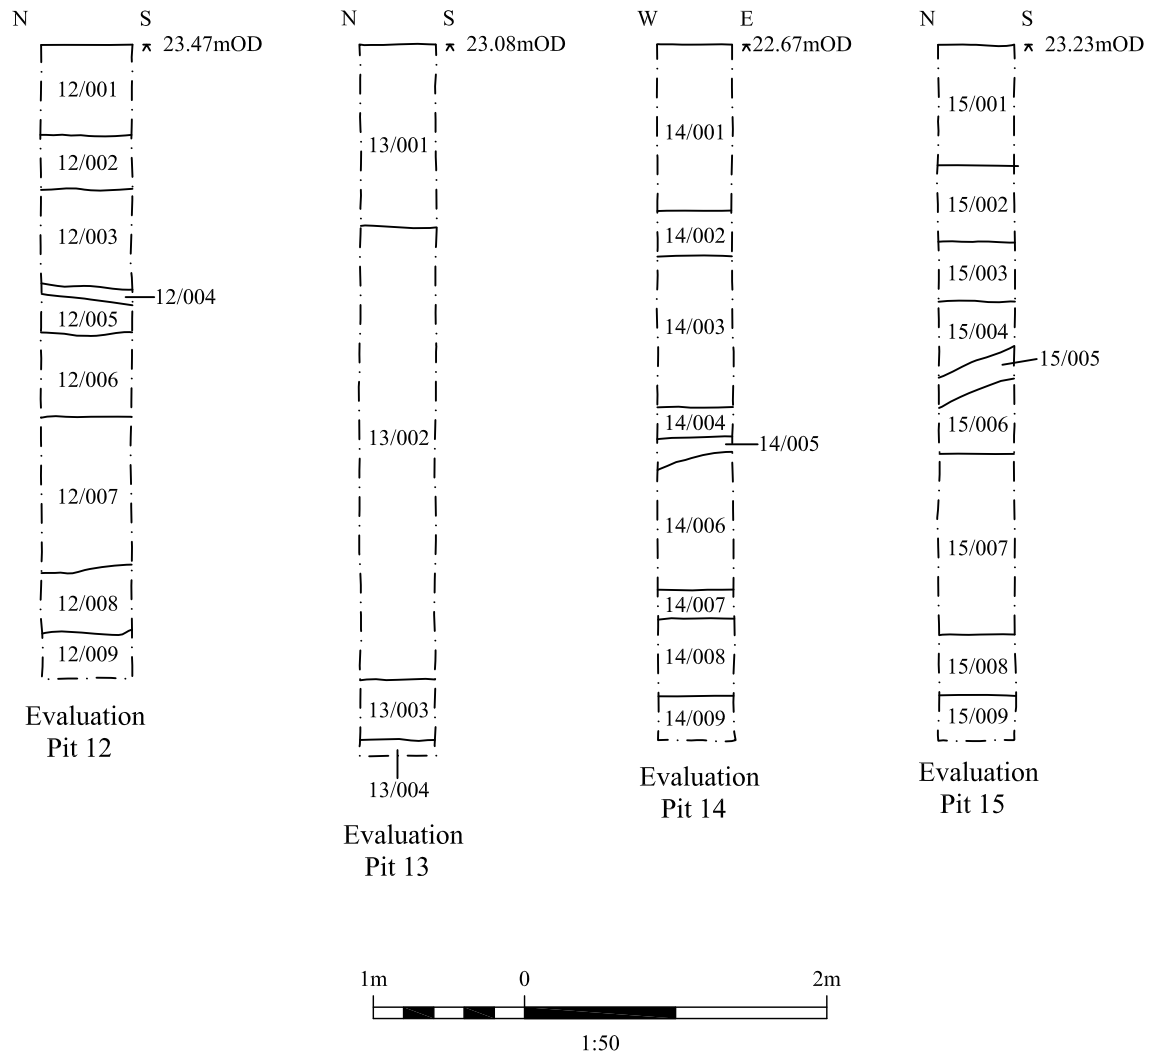 N S 23.47mOD
12/001
12/002
12/003
12/004
12/005
12/006
12/007
12/008
12/009
Evaluation
Pit 12
N S 23.08mOD
13/001
13/002
13/003
13/004
Evaluation
Pit 13
W E 22.67mOD
14/001
14/002
14/003
14/004
14/005
14/006
14/007
14/008
14/009
Evaluation
Pit 14
N S 23.23mOD
15/001
15/002
15/003
15/004
15/005
15/006
15/007
15/008
15/009
Evaluation
Pit 15
1m 0 2m
1:50